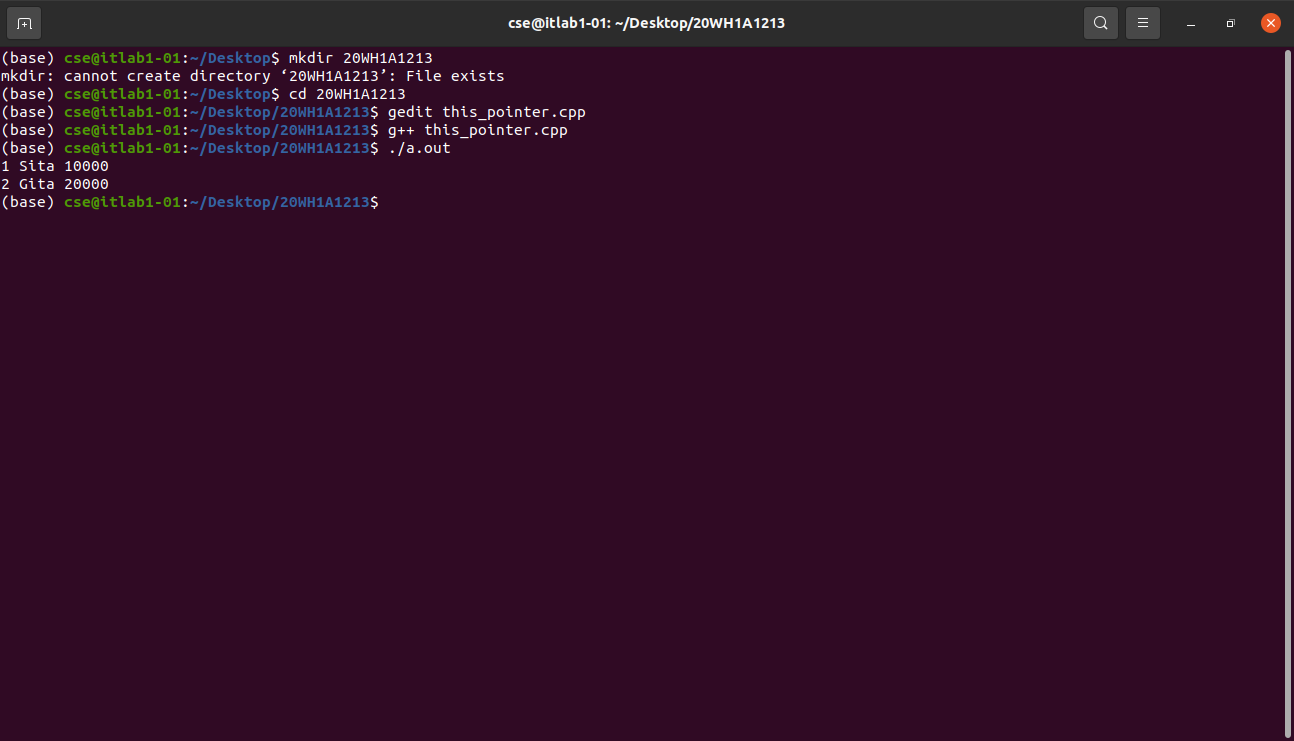 cse@itlab1-01: ~/Desktop/20WH1A1213
(base) cse@itlab1-01:~/Desktop$ mkdir 20WH1A1213
mkdir: cannot create directory ‘20WH1A1213’: File exists
(base) cse@itlab1-01:~/Desktop$ cd 20WH1A1213
(base) cse@itlab1-01:~/Desktop/20WH1A1213$ gedit this_pointer.cpp
(base) cse@itlab1-01:~/Desktop/20WH1A1213$ g++ this_pointer.cpp
(base) cse@itlab1-01:~/Desktop/20WH1A1213$ ./a.out
1 Sita 10000
2 Gita 20000
(base) cse@itlab1-01:~/Desktop/20WH1A1213$